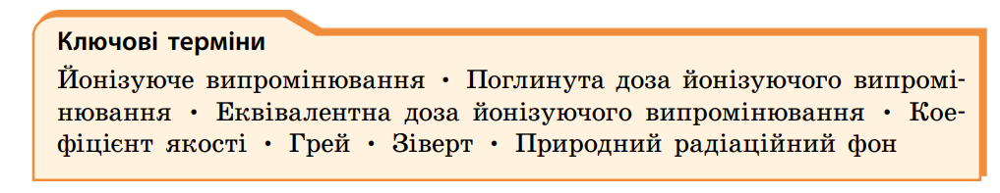 Ключові терміни
Йонізуюче випромінювання • Поглинута доза йонізуючого випромі-
нювання • Еквівалентна доза йонізуючого випромінювання • Кое-
фіцієнт якості • Грей • Зіверт • Природний радіаційний фон